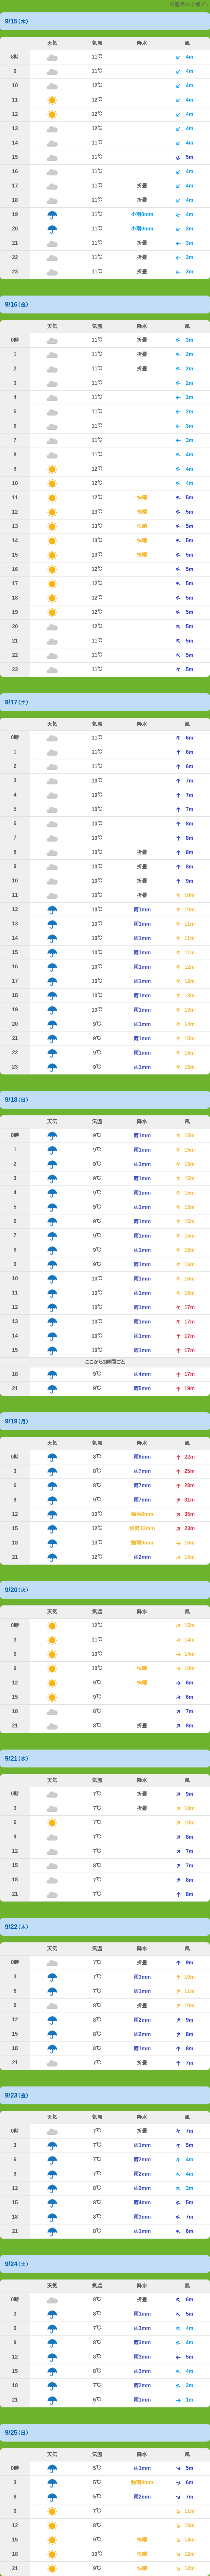 ※麓宙の予報です
9/15(木)
天気 気温 降水 風
8時 11℃ 4m
9 11℃ 4m
10 12℃ 4m
11 12℃ 4m
12 12℃ 4m
13 12℃ 4m
14 11℃ 4m
15 11℃ 5m
16 11℃ 4m
17 11℃ 折畳 4m
18 11℃ 折畳 4m
19 11℃ 小雨0mm 4m
20 11℃ 小雨0mm 3m
21 11℃ 折畳 3m
22 11℃ 折畳 3m
23 11℃ 折畳 3m
9/16(金)
天気 気温 降水 風
0時 11℃ 折畳 3m
1 11℃ 折畳 2m
2 11℃ 折畳 2m
3 11℃ 2m
4 11℃ 2m
5 11℃ 2m
6 11℃ 3m
7 11℃ 3m
8 11℃ 4m
9 12℃ 4m
10 12℃ 4m
11 12℃ 快適 5m
12 13℃ 快適 5m
13 13℃ 快適 5m
14 13℃ 快適 5m
15 13℃ 快適 5m
16 12℃ 5m
17 12℃ 5m
18 12℃ 5m
19 12℃ 5m
20 12℃ 5m
21 11℃ 5m
22 11℃ 5m
23 11℃ 5m
9/17(土)
天気 気温 降水 風
0時 11℃ 6m
1 11℃ 6m
2 11℃ 6m
3 10℃ 7m
4 10℃ 7m
5 10℃ 7m
6 10℃ 8m
7 10℃ 8m
8 10℃ 折畳 8m
9 10℃ 折畳 8m
10 10℃ 折畳 9m
11 10℃ 折畳 10m
12 10℃ 雨1mm 10m
13 10℃ 雨1mm 11m
14 10℃ 雨1mm 11m
15 10℃ 雨1mm 11m
16 10℃ 雨1mm 12m
17 10℃ 雨1mm 12m
18 10℃ 雨1mm 13m
19 10℃ 雨1mm 13m
20 9℃ 雨1mm 14m
21 9℃ 雨1mm 15m
22 9℃ 雨1mm 15m
23 9℃ 雨1mm 15m
9/18(日)
天気 気温 降水 風
0時 9℃ 雨1mm 15m
1 9℃ 雨1mm 15m
2 9℃ 雨1mm 15m
3 9℃ 雨1mm 15m
4 9℃ 雨1mm 15m
5 9℃ 雨1mm 15m
6 9℃ 雨1mm 15m
7 9℃ 雨1mm 15m
8 9℃ 雨1mm 16m
9 9℃ 雨1mm 16m
10 10℃ 雨1mm 16m
11 10℃ 雨1mm 16m
12 10℃ 雨1mm 17m
13 10℃ 雨1mm 17m
14 10℃ 雨1mm 17m
15 10℃ 雨1mm 17m
ここから3時間ごと
18 9℃ 雨4mm 17m
21 9℃ 雨5mm 19m
9/19(月)
天気 気温 降水 風
0時 8℃ 雨6mm 22m
3 8℃ 雨7mm 25m
6 8℃ 雨7mm 28m
9 9℃ 雨7mm 31m
12 10℃ 強雨8mm 35m
15 12℃ 強雨12mm 23m
18 13℃ 強雨9mm 16m
21 12℃ 雨2mm 15m
9/20(火)
天気 気温 降水 風
0時 12℃ 15m
3 11℃ 14m
6 10℃ 14m
9 10℃ 快適 10m
12 9℃ 快適 6m
15 9℃ 6m
18 8℃ 7m
21 8℃ 折畳 8m
9/21(水)
天気 気温 降水 風
0時 7℃ 折畳 9m
3 7℃ 折畳 10m
6 7℃ 10m
9 7℃ 8m
12 7℃ 7m
15 8℃ 7m
18 7℃ 8m
21 7℃ 8m
9/22(木)
天気 気温 降水 風
0時 7℃ 折畳 9m
3 7℃ 雨3mm 10m
6 7℃ 雨1mm 11m
9 8℃ 折畳 10m
12 8℃ 雨2mm 9m
15 8℃ 雨2mm 8m
18 8℃ 雨1mm 8m
21 7℃ 折畳 7m
9/23(金)
天気 気温 降水 風
0時 7℃ 折畳 7m
3 7℃ 雨1mm 5m
6 7℃ 雨2mm 4m
9 7℃ 雨2mm 4m
12 8℃ 雨2mm 3m
15 8℃ 雨4mm 5m
18 8℃ 雨3mm 7m
21 8℃ 雨1mm 6m
9/24(土)
天気 気温 降水 風
0時 8℃ 折畳 6m
3 8℃ 雨1mm 5m
6 7℃ 雨3mm 4m
9 8℃ 雨3mm 4m
12 8℃ 雨3mm 5m
15 8℃ 雨3mm 4m
18 7℃ 雨2mm 3m
21 6℃ 雨1mm 1m
9/25(日)
天気 気温 降水 風
0時 5℃ 雨1mm 5m
3 5℃ 強雨8mm 6m
6 5℃ 雨2mm 7m
9 7℃ 11m
12 8℃ 16m
15 9℃ 快適 14m
18 10℃ 快適 12m
21 9℃ 快適 12m